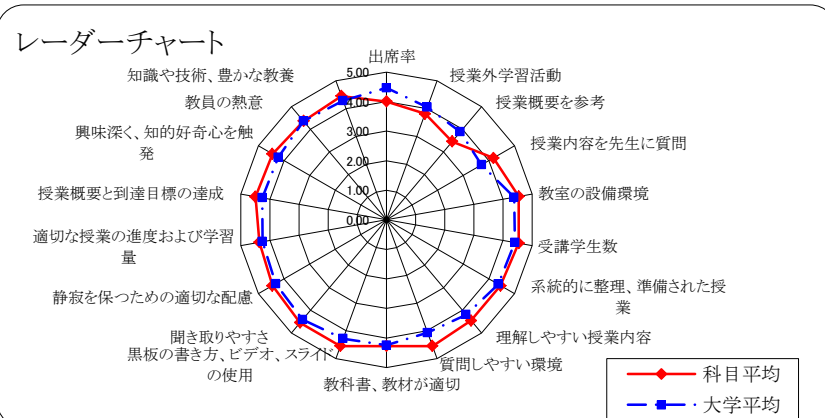 レーダーチャート
出席率
授業外学習活動
授業概要を参考
授業内容を先生に質問
教室の設備環境
受講学生数
系統的に整理、準備された授
業
理解しやすい授業内容
質問しやすい環境
教科書、教材が適切
黒板の書き方、ビデオ、スライド
の使用
聞き取りやすさ
静寂を保つための適切な配慮
適切な授業の進度および学習
量
授業概要と到達目標の達成
興味深く、知的好奇心を触
発
教員の熱意
知識や技術、豊かな教養
5.00
4.00
3.00
2.00
1.00
0.00
科目平均
大学平均